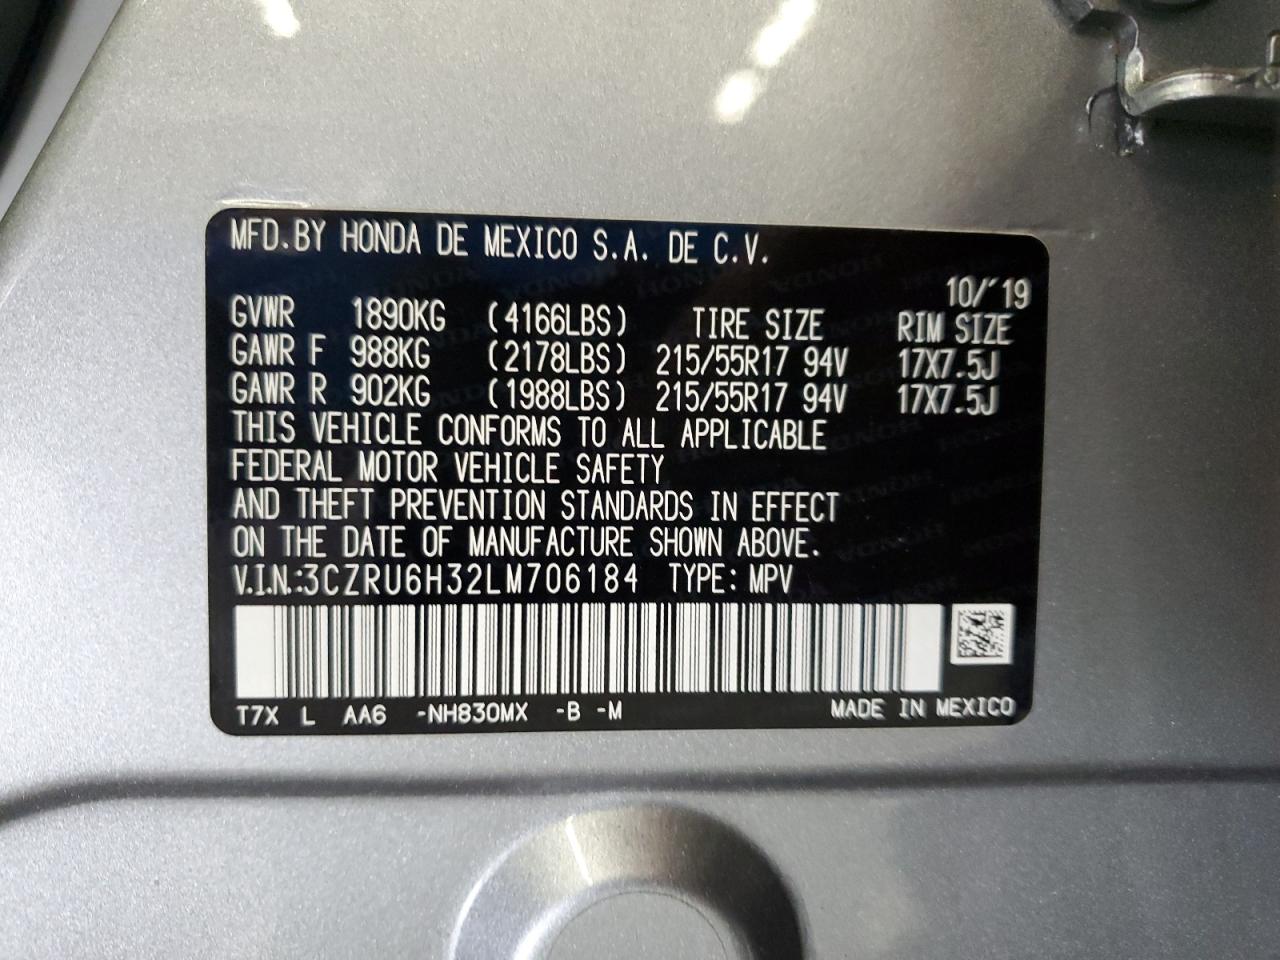 MFD.BY HONDA DE MEXICO S.A. DE C.V.
10/'19
GVWR 1890KG (4166LBS) TIRE SIZE RIM SIZE
GAWR F 988KG (2178LBS) 215/55R17 94V 17X7.5J
GAWR R 902KG (1988LBS) 215/55R17 94V 17X7.5J
THIS VEHICLE CONFORMS TO ALL APPLICABLE
FEDERAL MOTOR VEHICLE SAFETY
AND THEFT PREVENTION STANDARDS IN EFFECT
ON THE DATE OF MANUFACTURE SHOWN ABOVE.
V.I.N.:3CZRU6H32LM706184 TYPE: MPV
T7X L AA6 -NH830MX -B -M MADE IN MEXICO